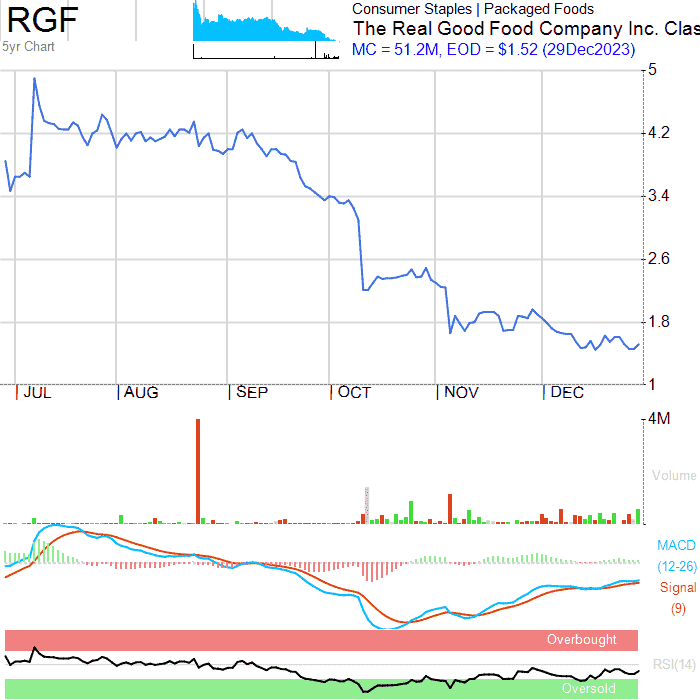 RGF
5yr Chart
Consumer Staples | Packaged Foods
The Real Good Food Company Inc. Clas
MC = 51.2M, EOD = $1.52 (29Dec2023)
5
4.2
3.4
2.6
1.8
1
JUL AUG SEP OCT NOV DEC
4M
Volume
MACD
(12-26)
Signal
(9)
Overbought
RSI(14)
Oversold